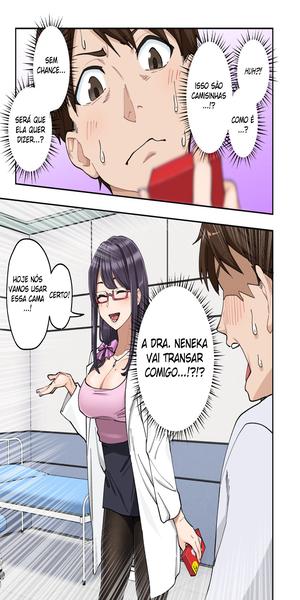 HUH?!
COMO É
...?
ISSO SÃO
CAMISINHAS
...!?
SEM
CHANCE...
SERÁ QUE
ELA QUER
DIZER...?
CERTO!
HOJE NÓS
VAMOS USAR
ESSA CAMA
...!
A DRA. NENEKA
VAI TRANSAR
COMIGO...!?!?